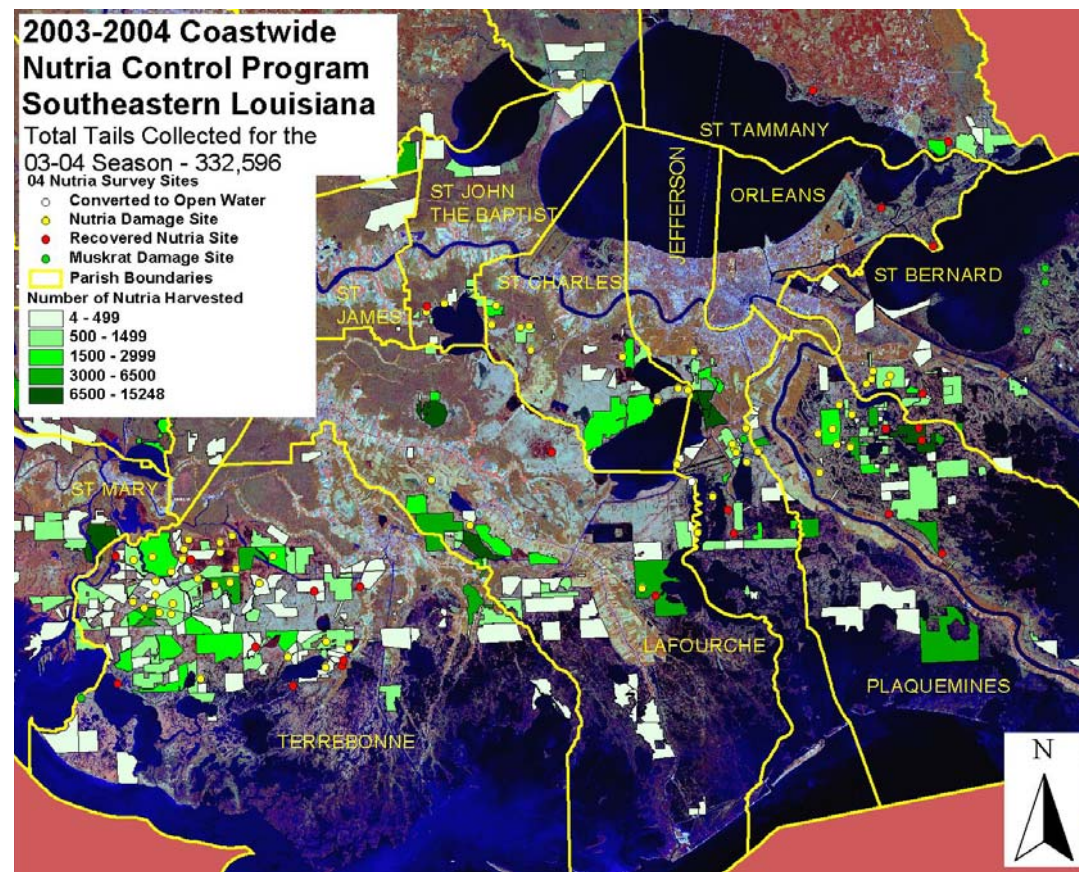 2003-2004 Coastwide
Nutria Control Program
Southeastern Louisiana
Total Tails Collected for the
03-04 Season - 332,596
04 Nutria Survey Sites
Converted to Open Water
Nutria Damage Site
Recovered Nutria Site
Muskrat Damage Site
Parish Boundaries
Number of Nutria Harvested
4 - 499
500 - 1499
1500 - 2999
3000 - 6500
6500 - 15248
ST TAMMANY
ST JOHN
THE BAPTIST
JEFFERSON
ORLEANS
ST BERNARD
ST CHARLES
ST
JAMES
ST MARY
LAFOURCHE
PLAQUEMINES
TERREBONNE
N